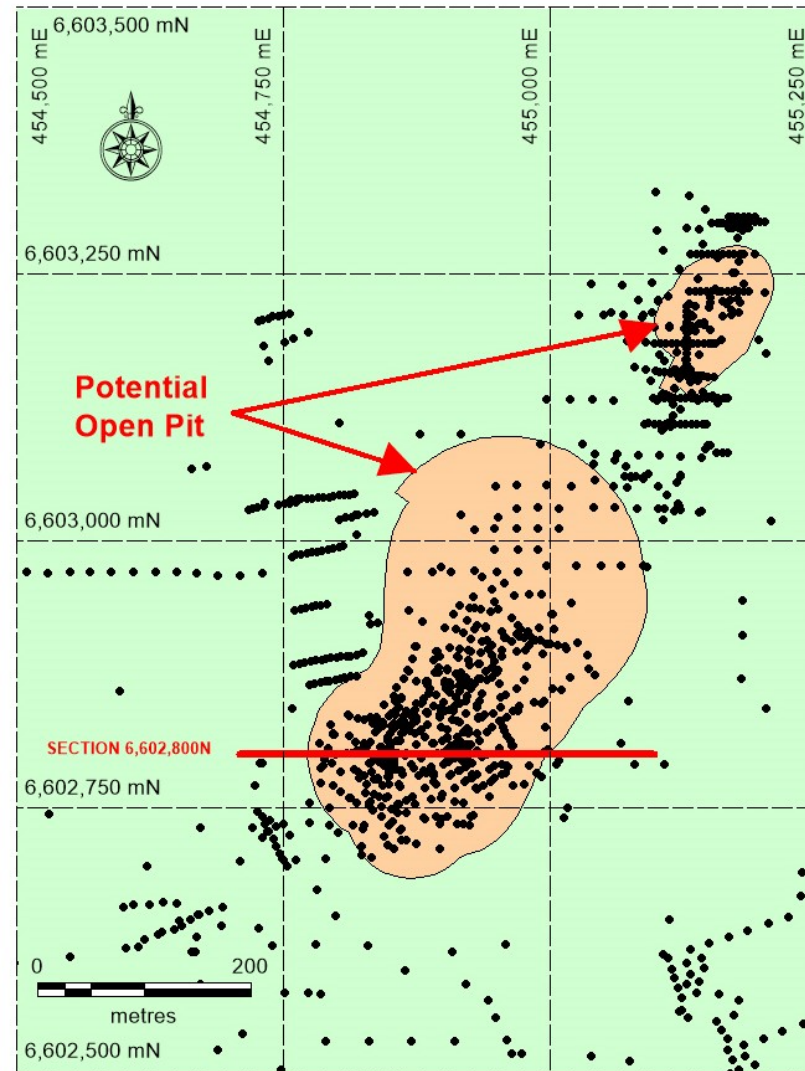 6,603,500 mN
454,500 mE
454,750 mE
455,000 mE
455,250 mE
6,603,250 mN
Potential
Open Pit
6,603,000 mN
SECTION 6,602,800N
6,602,750 mN
0 200
metres
6,602,500 mN